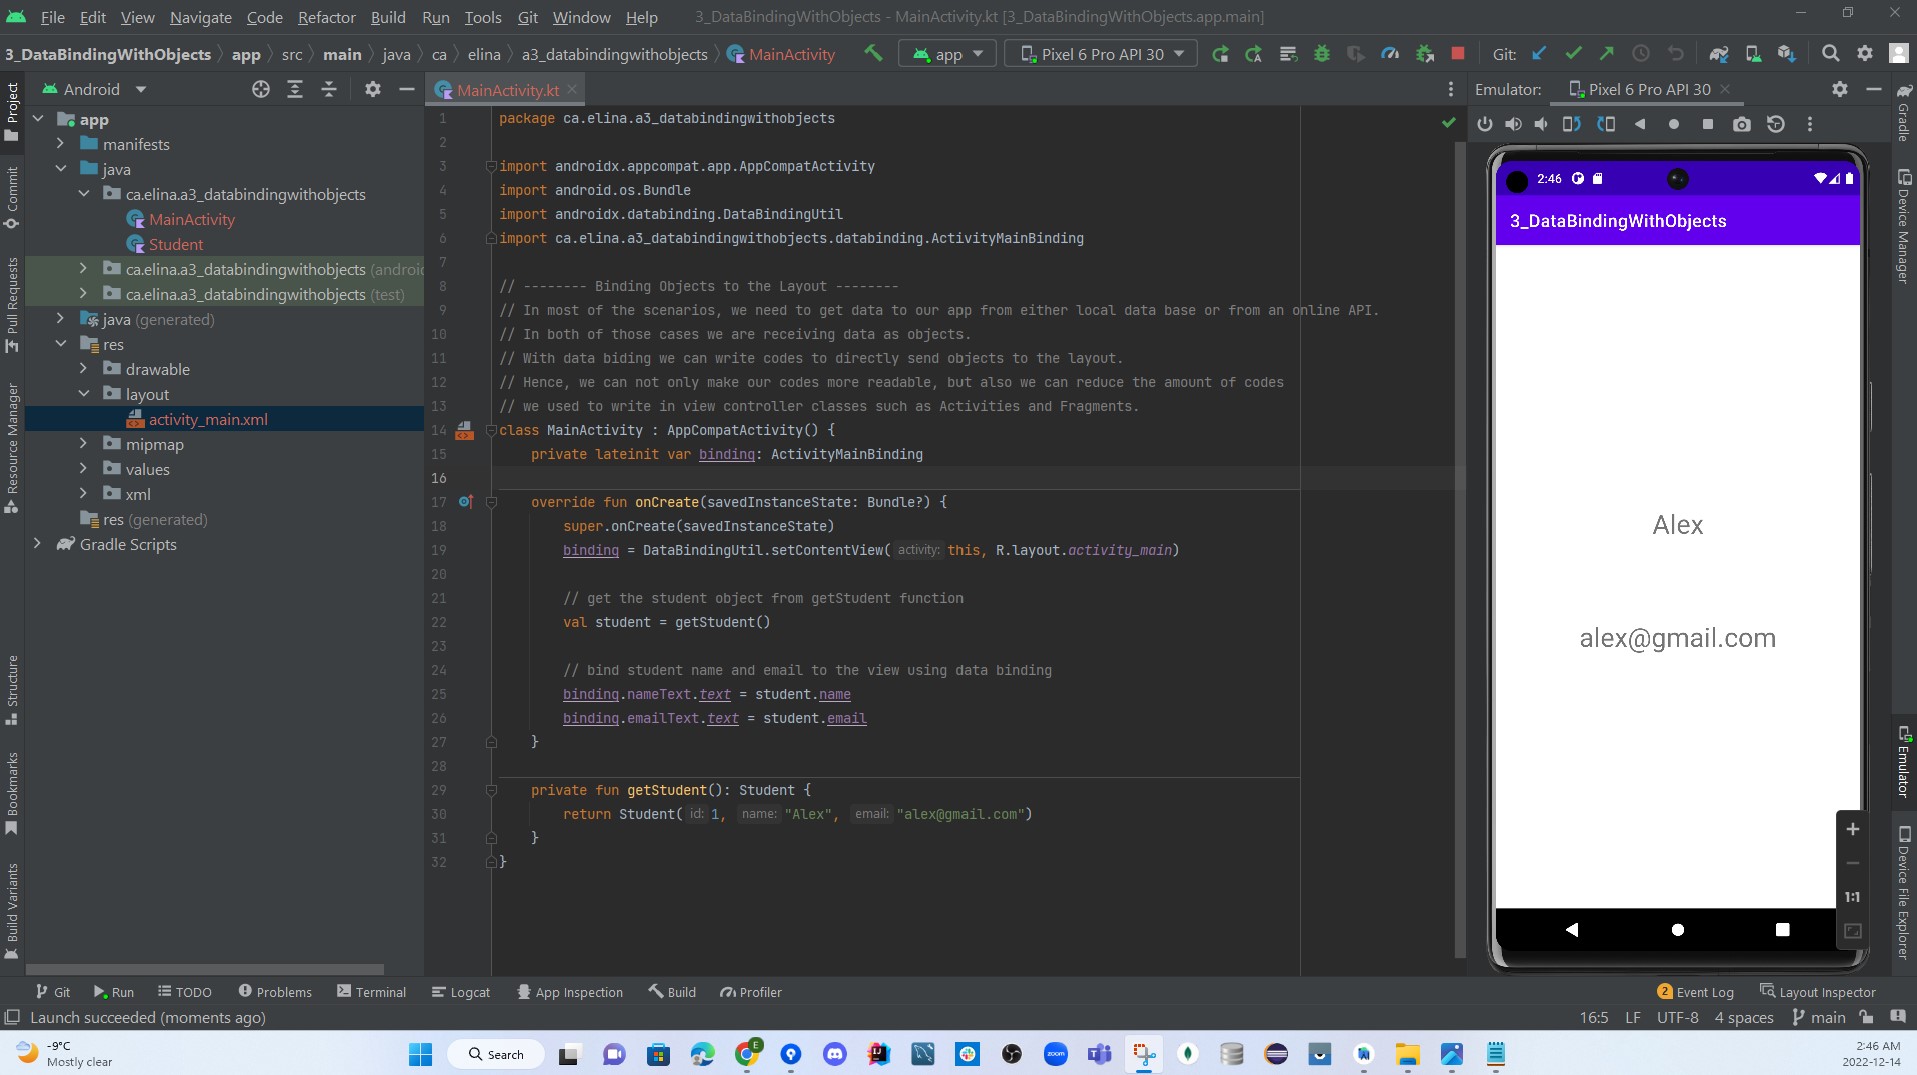 File Edit View Navigate Code Refactor Build Run Tools Git Window Help 3_DataBindingWithObjects - MainActivity.kt [3_DataBindingWithObjects.app.main]
3_DataBindingWithObjects app src main java ca elina a3_databindingwithobjects MainActivity app Pixel 6 Pro API 30 Git:
Project
Commit
Pull Requests
Resource Manager
Structure
Bookmarks
Build Variants
Android
app
manifests
java
ca.elina.a3_databindingwithobjects
MainActivity
Student
ca.elina.a3_databindingwithobjects (androi
ca.elina.a3_databindingwithobjects (test)
java (generated)
res
drawable
layout
activity_main.xml
mipmap
values
xml
res (generated)
Gradle Scripts
MainActivity.kt
1 package ca.elina.a3_databindingwithobjects
2
3 import androidx.appcompat.app.AppCompatActivity
4 import android.os.Bundle
5 import androidx.databinding.DataBindingUtil
6 import ca.elina.a3_databindingwithobjects.databinding.ActivityMainBinding
7
8 // -------- Binding Objects to the Layout --------
9 // In most of the scenarios, we need to get data to our app from either local data base or from an online API.
10 // In both of those cases we are receiving data as objects.
11 // With data biding we can write codes to directly send objects to the layout.
12 // Hence, we can not only make our codes more readable, but also we can reduce the amount of codes
13 // we used to write in view controller classes such as Activities and Fragments.
14 class MainActivity : AppCompatActivity() {
15 private lateinit var binding: ActivityMainBinding
16
17 override fun onCreate(savedInstanceState: Bundle?) {
18 super.onCreate(savedInstanceState)
19 binding = DataBindingUtil.setContentView( activity: this, R.layout.activity_main)
20
21 // get the student object from getStudent function
22 val student = getStudent()
23
24 // bind student name and email to the view using data binding
25 binding.nameText.text = student.name
26 binding.emailText.text = student.email
27 }
28
29 private fun getStudent(): Student {
30 return Student( id: 1, name: "Alex", email: "alex@gmail.com")
31 }
32 }
Emulator: Pixel 6 Pro API 30
2:46
3_DataBindingWithObjects
Alex
alex@gmail.com
1:1
Gradle
Device Manager
Emulator
Device File Explorer
Git Run TODO Problems Terminal Logcat App Inspection Build Profiler 2 Event Log Layout Inspector
Launch succeeded (moments ago) 16:5 LF UTF-8 4 spaces main
-9°C
Mostly clear
Search
E
zoom
2:46 AM
2022-12-14